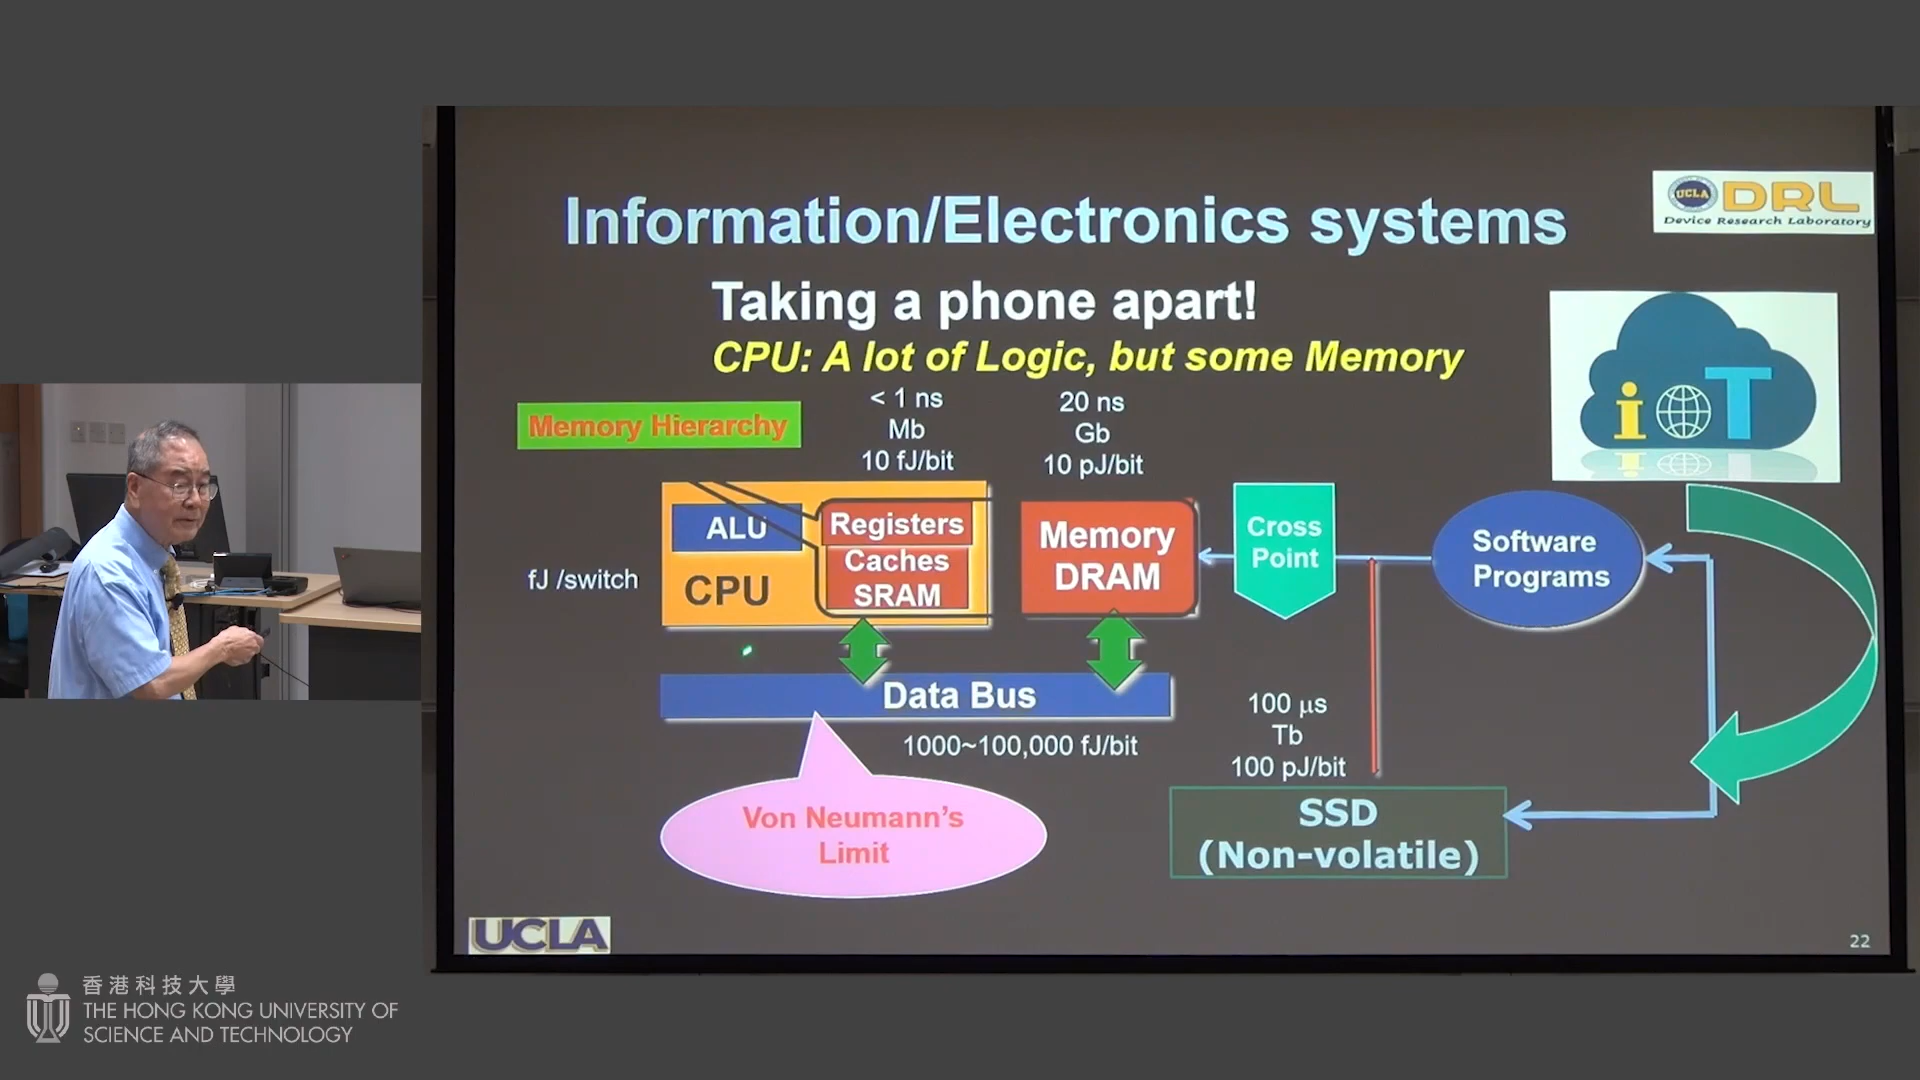 Information/Electronics systems
UCLA
DRL
Device Research Laboratory
Taking a phone apart!
CPU: A lot of Logic, but some Memory
iOT
Memory Hierarchy
< 1 ns
Mb
10 fJ/bit
20 ns
Gb
10 pJ/bit
fJ /switch
ALU
CPU
Registers
Caches
SRAM
Memory
DRAM
Cross
Point
Software
Programs
Data Bus
1000~100,000 fJ/bit
100 µs
Tb
100 pJ/bit
Von Neumann's
Limit
SSD
(Non-volatile)
UCLA
22
香港科技大學
THE HONG KONG UNIVERSITY OF
SCIENCE AND TECHNOLOGY